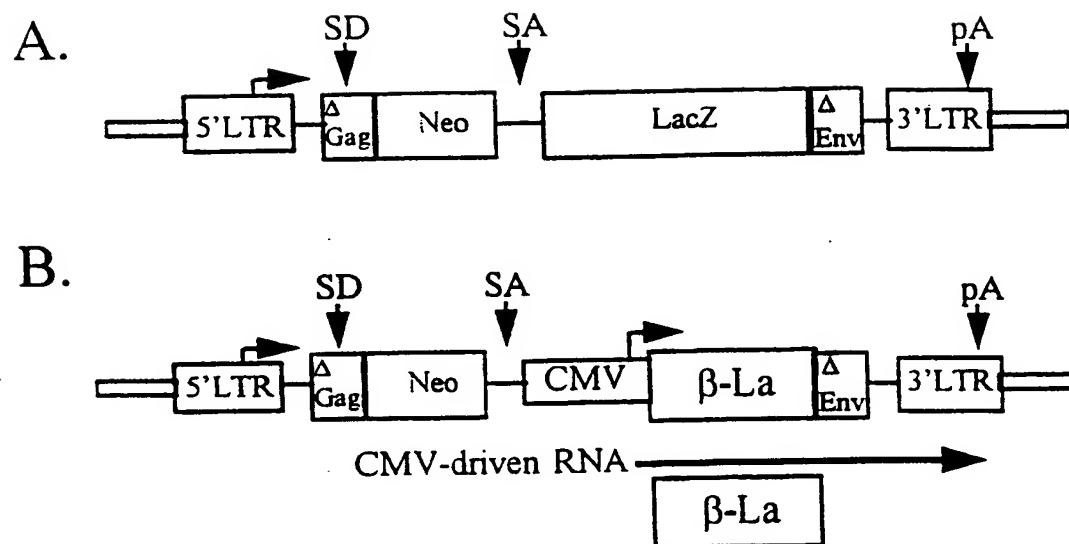 A.
SD SA pA
5'LTR Δ Gag Neo LacZ Δ Env 3'LTR
B.
SD SA pA
5'LTR Δ Gag Neo CMV β-La Δ Env 3'LTR
CMV-driven RNA
β-La